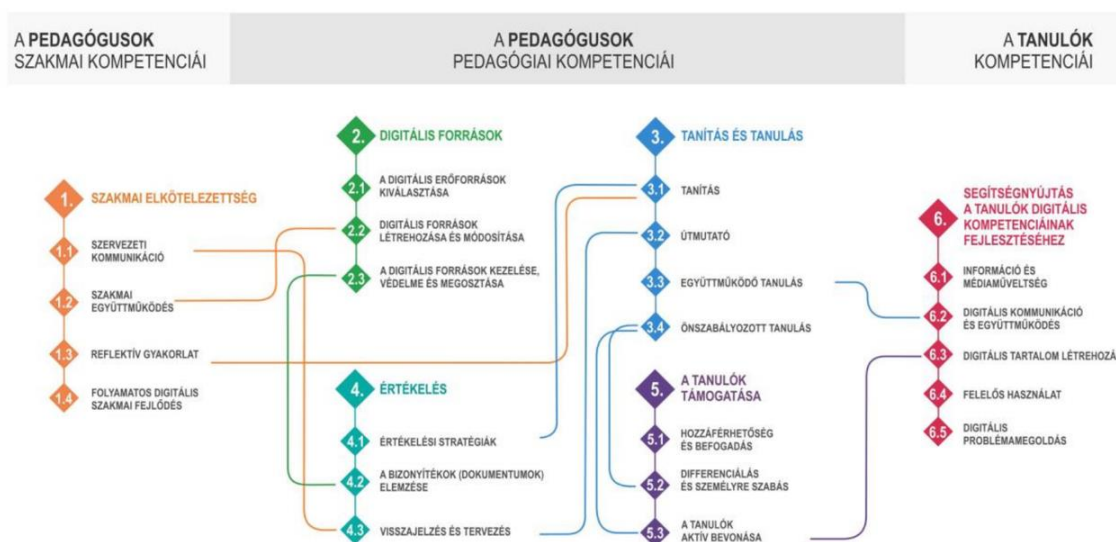 A PEDAGÓGUSOK
SZAKMAI KOMPETENCIÁI
A PEDAGÓGUSOK
PEDAGÓGIAI KOMPETENCIÁI
A TANULÓK
KOMPETENCIÁI
1. SZAKMAI ELKÖTELEZETTSÉG
1.1 SZERVEZETI
KOMMUNIKÁCIÓ
1.2 SZAKMAI
EGYÜTTMŰKÖDÉS
1.3 REFLEKTÍV GYAKORLAT
1.4 FOLYAMATOS DIGITÁLIS
SZAKMAI FEJLŐDÉS
2. DIGITÁLIS FORRÁSOK
2.1 A DIGITÁLIS ERŐFORRÁSOK
KIVÁLASZTÁSA
2.2 DIGITÁLIS FORRÁSOK
LÉTREHOZÁSA ÉS MÓDOSÍTÁSA
2.3 A DIGITÁLIS FORRÁSOK KEZELÉSE,
VÉDELME ÉS MEGOSZTÁSA
3. TANÍTÁS ÉS TANULÁS
3.1 TANÍTÁS
3.2 ÚTMUTATÓ
3.3 EGYÜTTMŰKÖDŐ TANULÁS
3.4 ÖNSZABÁLYOZOTT TANULÁS
4. ÉRTÉKELÉS
4.1 ÉRTÉKELÉSI STRATÉGIÁK
4.2 A BIZONYÍTÉKOK (DOKUMENTUMOK)
ELEMZÉSE
4.3 VISSZAJELZÉS ÉS TERVEZÉS
5. A TANULÓK
TÁMOGATÁSA
5.1 HOZZÁFÉRHETŐSÉG
ÉS BEFOGADÁS
5.2 DIFFERENCIÁLÁS
ÉS SZEMÉLYRE SZABÁS
5.3 A TANULÓK
AKTÍV BEVONÁSA
6. SEGÍTSÉGNYÚJTÁS
A TANULÓK DIGITÁLIS
KOMPETENCIÁINAK
FEJLESZTÉSÉHEZ
6.1 INFORMÁCIÓ ÉS
MÉDIAMŰVELTSÉG
6.2 DIGITÁLIS KOMMUNIKÁCIÓ
ÉS EGYÜTTMŰKÖDÉS
6.3 DIGITÁLIS TARTALOM LÉTREHOZÁ
6.4 FELELŐS HASZNÁLAT
6.5 DIGITÁLIS
PROBLÉMAMEGOLDÁS